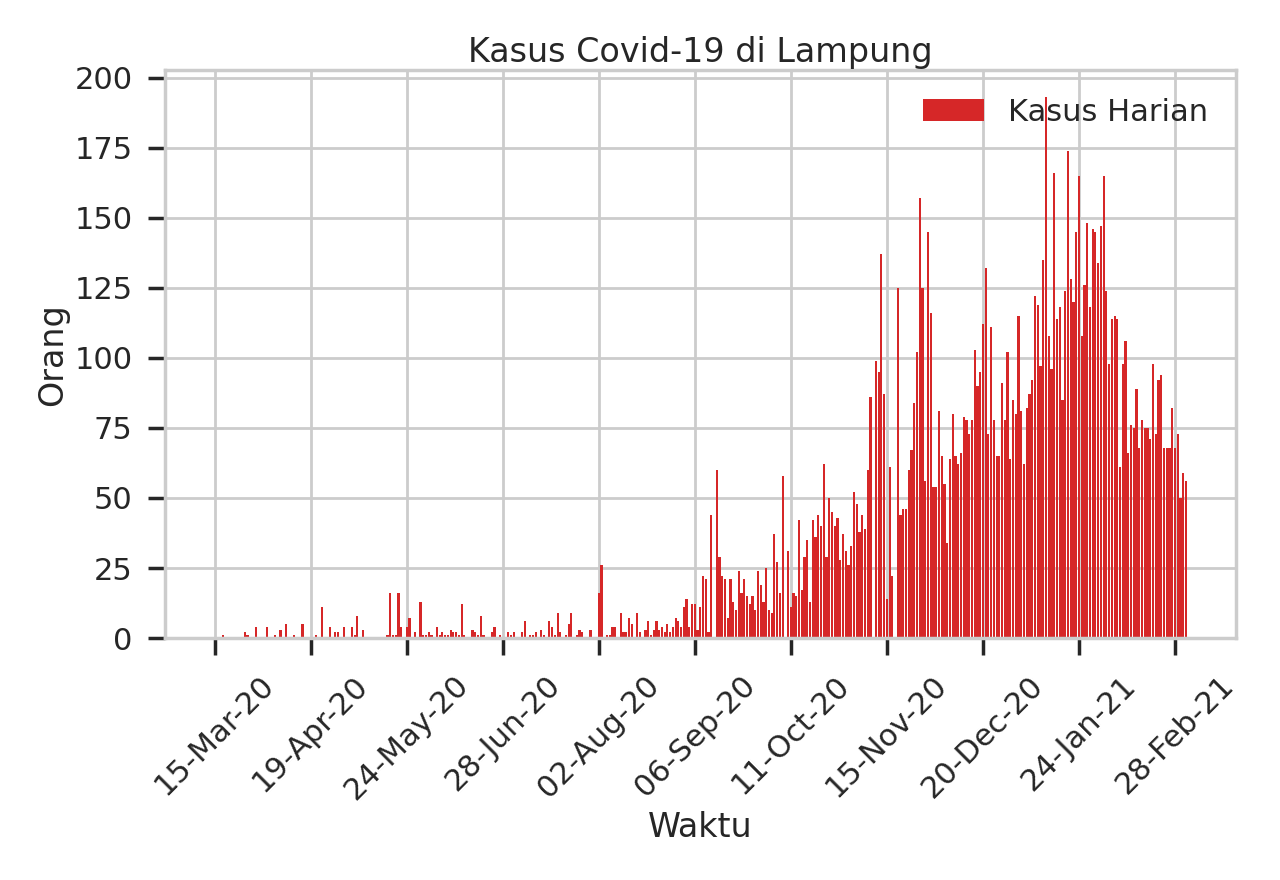 Kasus Covid-19 di Lampung
Kasus Harian
200
175
150
125
100
75
50
25
0
Orang
15-Mar-20
19-Apr-20
24-May-20
28-Jun-20
02-Aug-20
06-Sep-20
11-Oct-20
15-Nov-20
20-Dec-20
24-Jan-21
28-Feb-21
Waktu